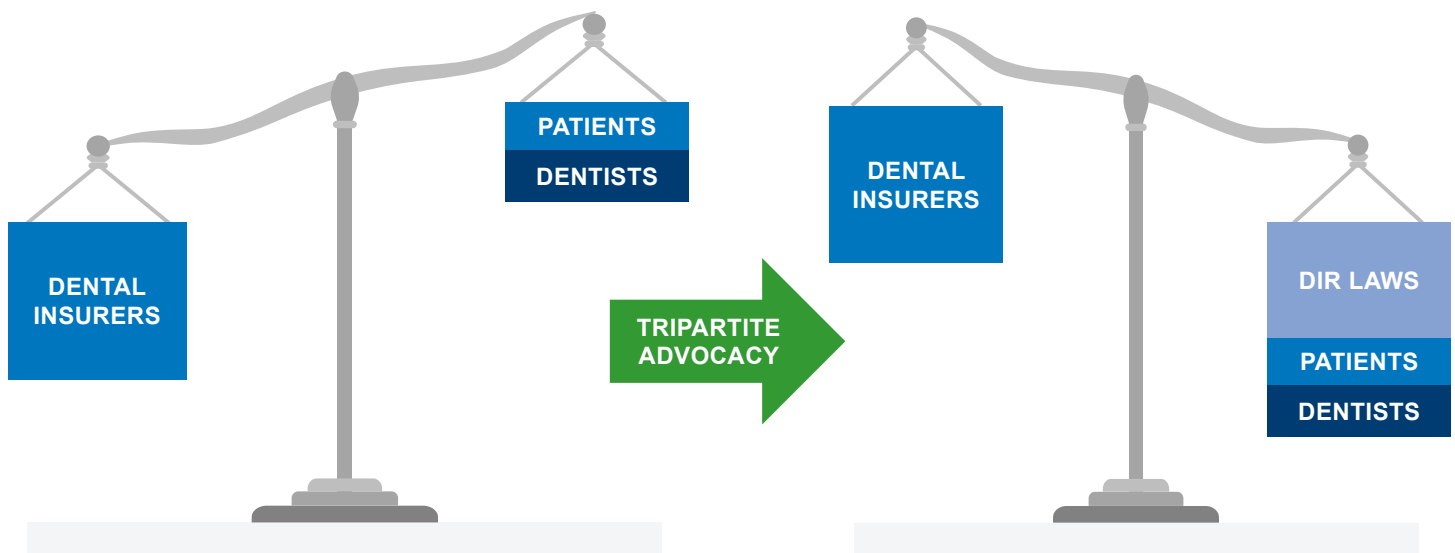 PATIENTS
DENTISTS
DENTAL
INSURERS
TRIPARTITE
ADVOCACY
DENTAL
INSURERS
DIR LAWS
PATIENTS
DENTISTS